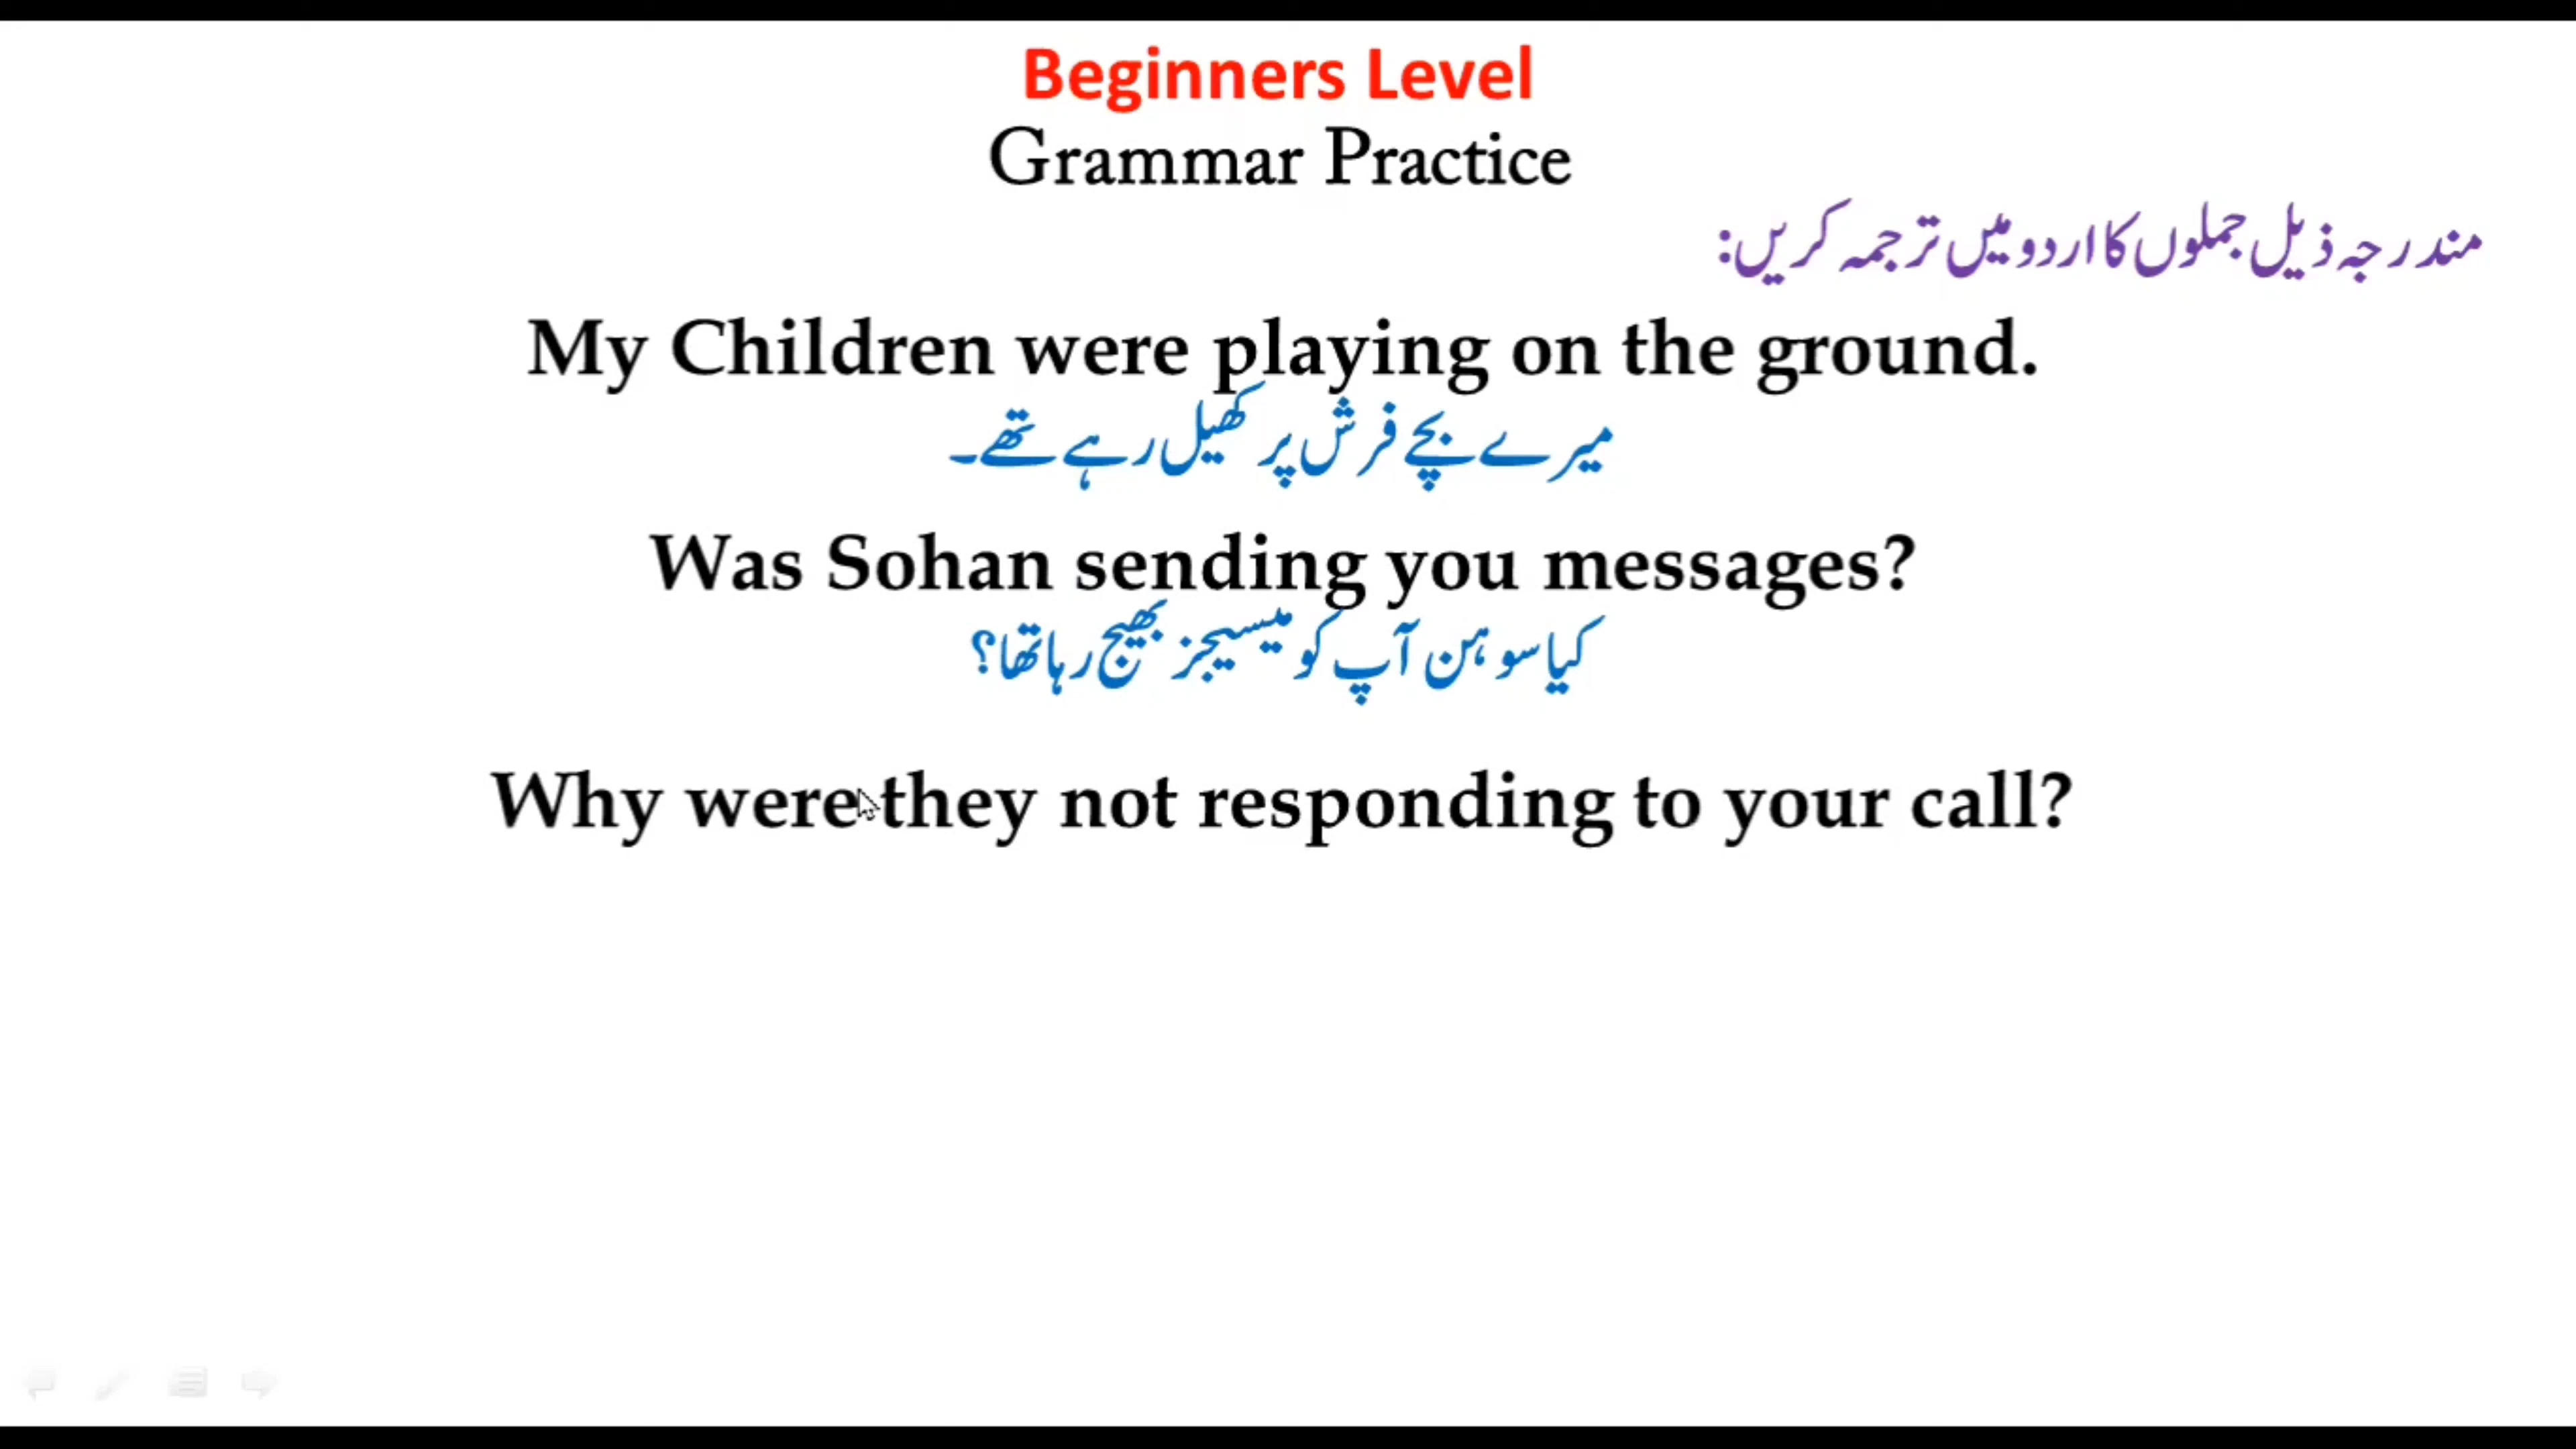 Beginners Level
Grammar Practice
مندرجہ ذیل جملوں کا اردو میں ترجمہ کریں:
My Children were playing on the ground.
میرے بچے فرش پر کھیل رہے تھے۔
Was Sohan sending you messages?
کیا سوہن آپ کو میسیجز بھیج رہا تھا؟
Why were they not responding to your call?